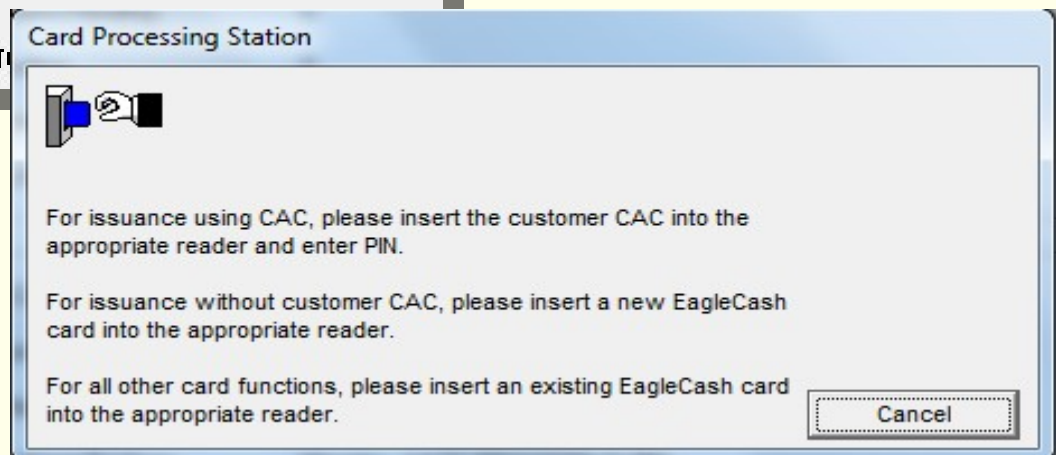 Card Processing Station
For issuance using CAC, please insert the customer CAC into the
appropriate reader and enter PIN.
For issuance without customer CAC, please insert a new EagleCash
card into the appropriate reader.
For all other card functions, please insert an existing EagleCash card
into the appropriate reader.
Cancel